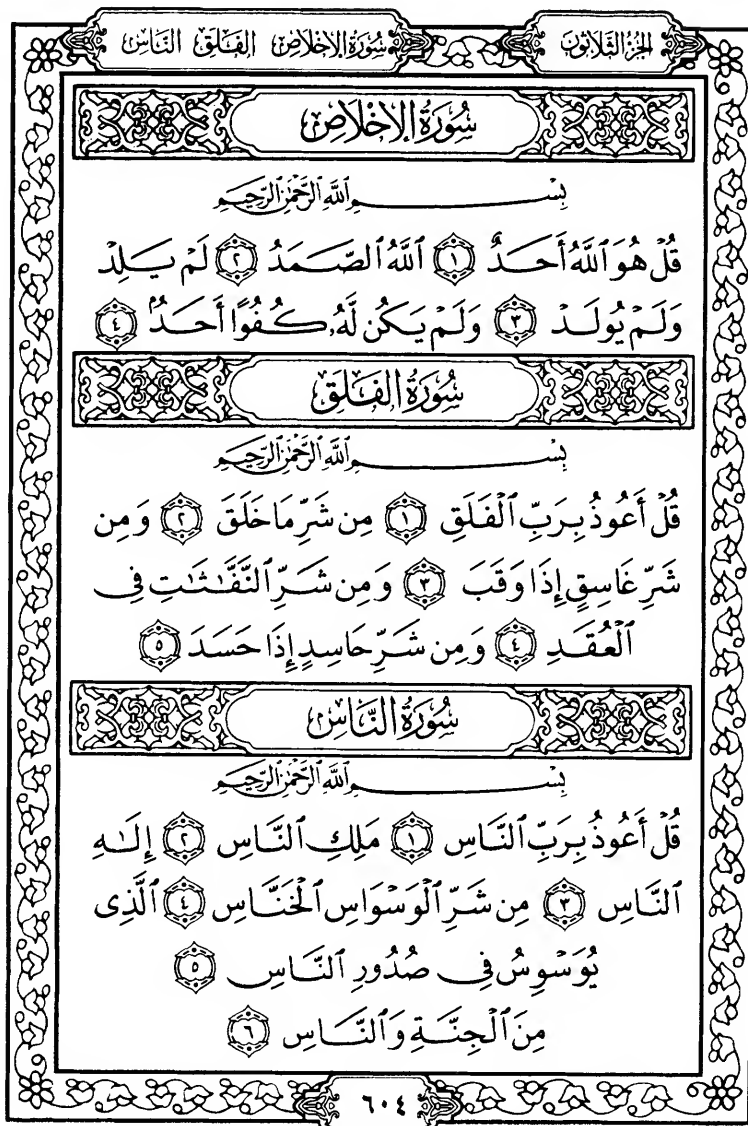 الجزء الثلاثون
سورة الإخلاص الفلق الناس
سُورَةُ الإِخْلَاصِ
بِسْمِ ٱللَّهِ ٱلرَّحْمَٰنِ ٱلرَّحِيمِ
قُلْ هُوَ ٱللَّهُ أَحَدٌ ١ ٱللَّهُ ٱلصَّمَدُ ٢ لَمْ يَلِدْ
وَلَمْ يُولَدْ ٣ وَلَمْ يَكُن لَّهُۥ كُفُوًا أَحَدٌۢ ٤
سُورَةُ الفَلَقِ
بِسْمِ ٱللَّهِ ٱلرَّحْمَٰنِ ٱلرَّحِيمِ
قُلْ أَعُوذُ بِرَبِّ ٱلْفَلَقِ ١ مِن شَرِّ مَا خَلَقَ ٢ وَمِن
شَرِّ غَاسِقٍ إِذَا وَقَبَ ٣ وَمِن شَرِّ ٱلنَّفَّٰثَٰتِ فِى
ٱلْعُقَدِ ٤ وَمِن شَرِّ حَاسِدٍ إِذَا حَسَدَ ٥
سُورَةُ النَّاسِ
بِسْمِ ٱللَّهِ ٱلرَّحْمَٰنِ ٱلرَّحِيمِ
قُلْ أَعُوذُ بِرَبِّ ٱلنَّاسِ ١ مَلِكِ ٱلنَّاسِ ٢ إِلَٰهِ
ٱلنَّاسِ ٣ مِن شَرِّ ٱلْوَسْوَاسِ ٱلْخَنَّاسِ ٤ ٱلَّذِى
يُوَسْوِسُ فِى صُدُورِ ٱلنَّاسِ ٥
مِنَ ٱلْجِنَّةِ وَٱلنَّاسِ ٦
٦٠٤